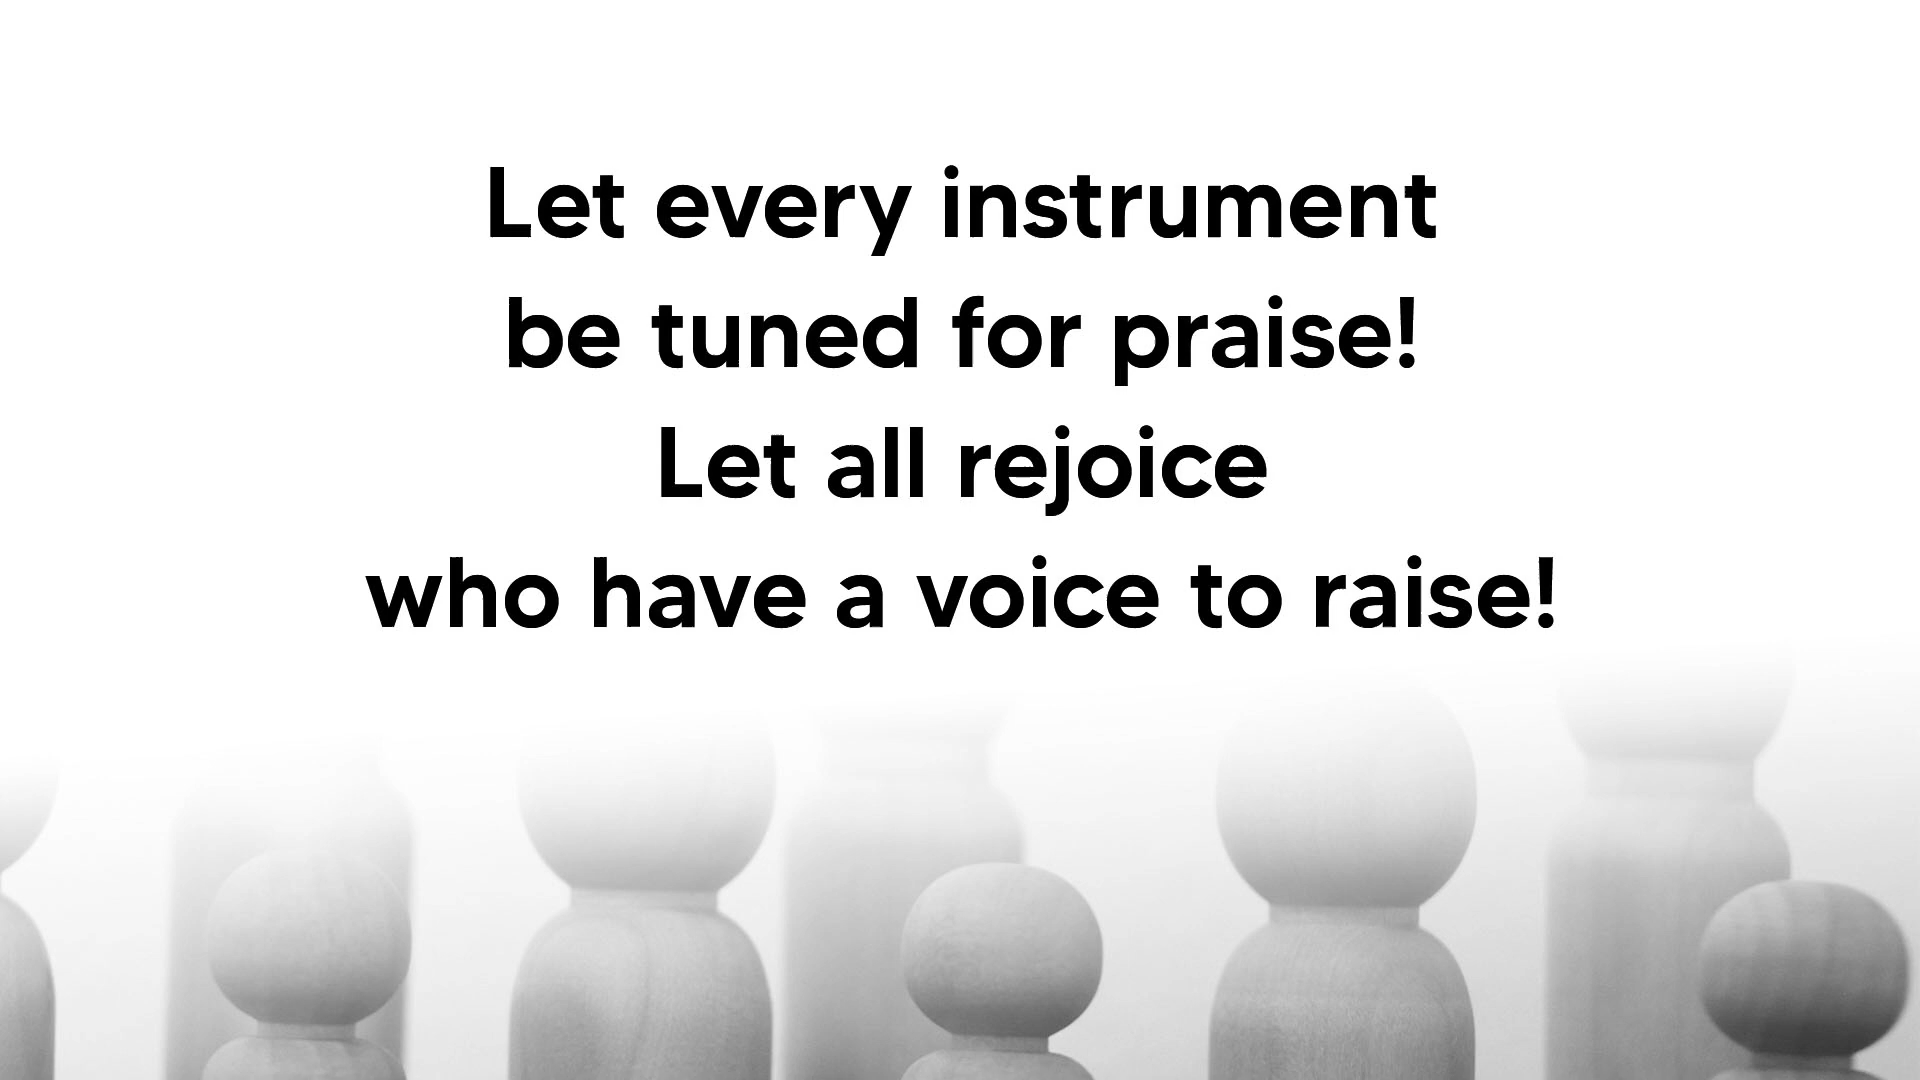 Let every instrument
be tuned for praise!
Let all rejoice
who have a voice to raise!